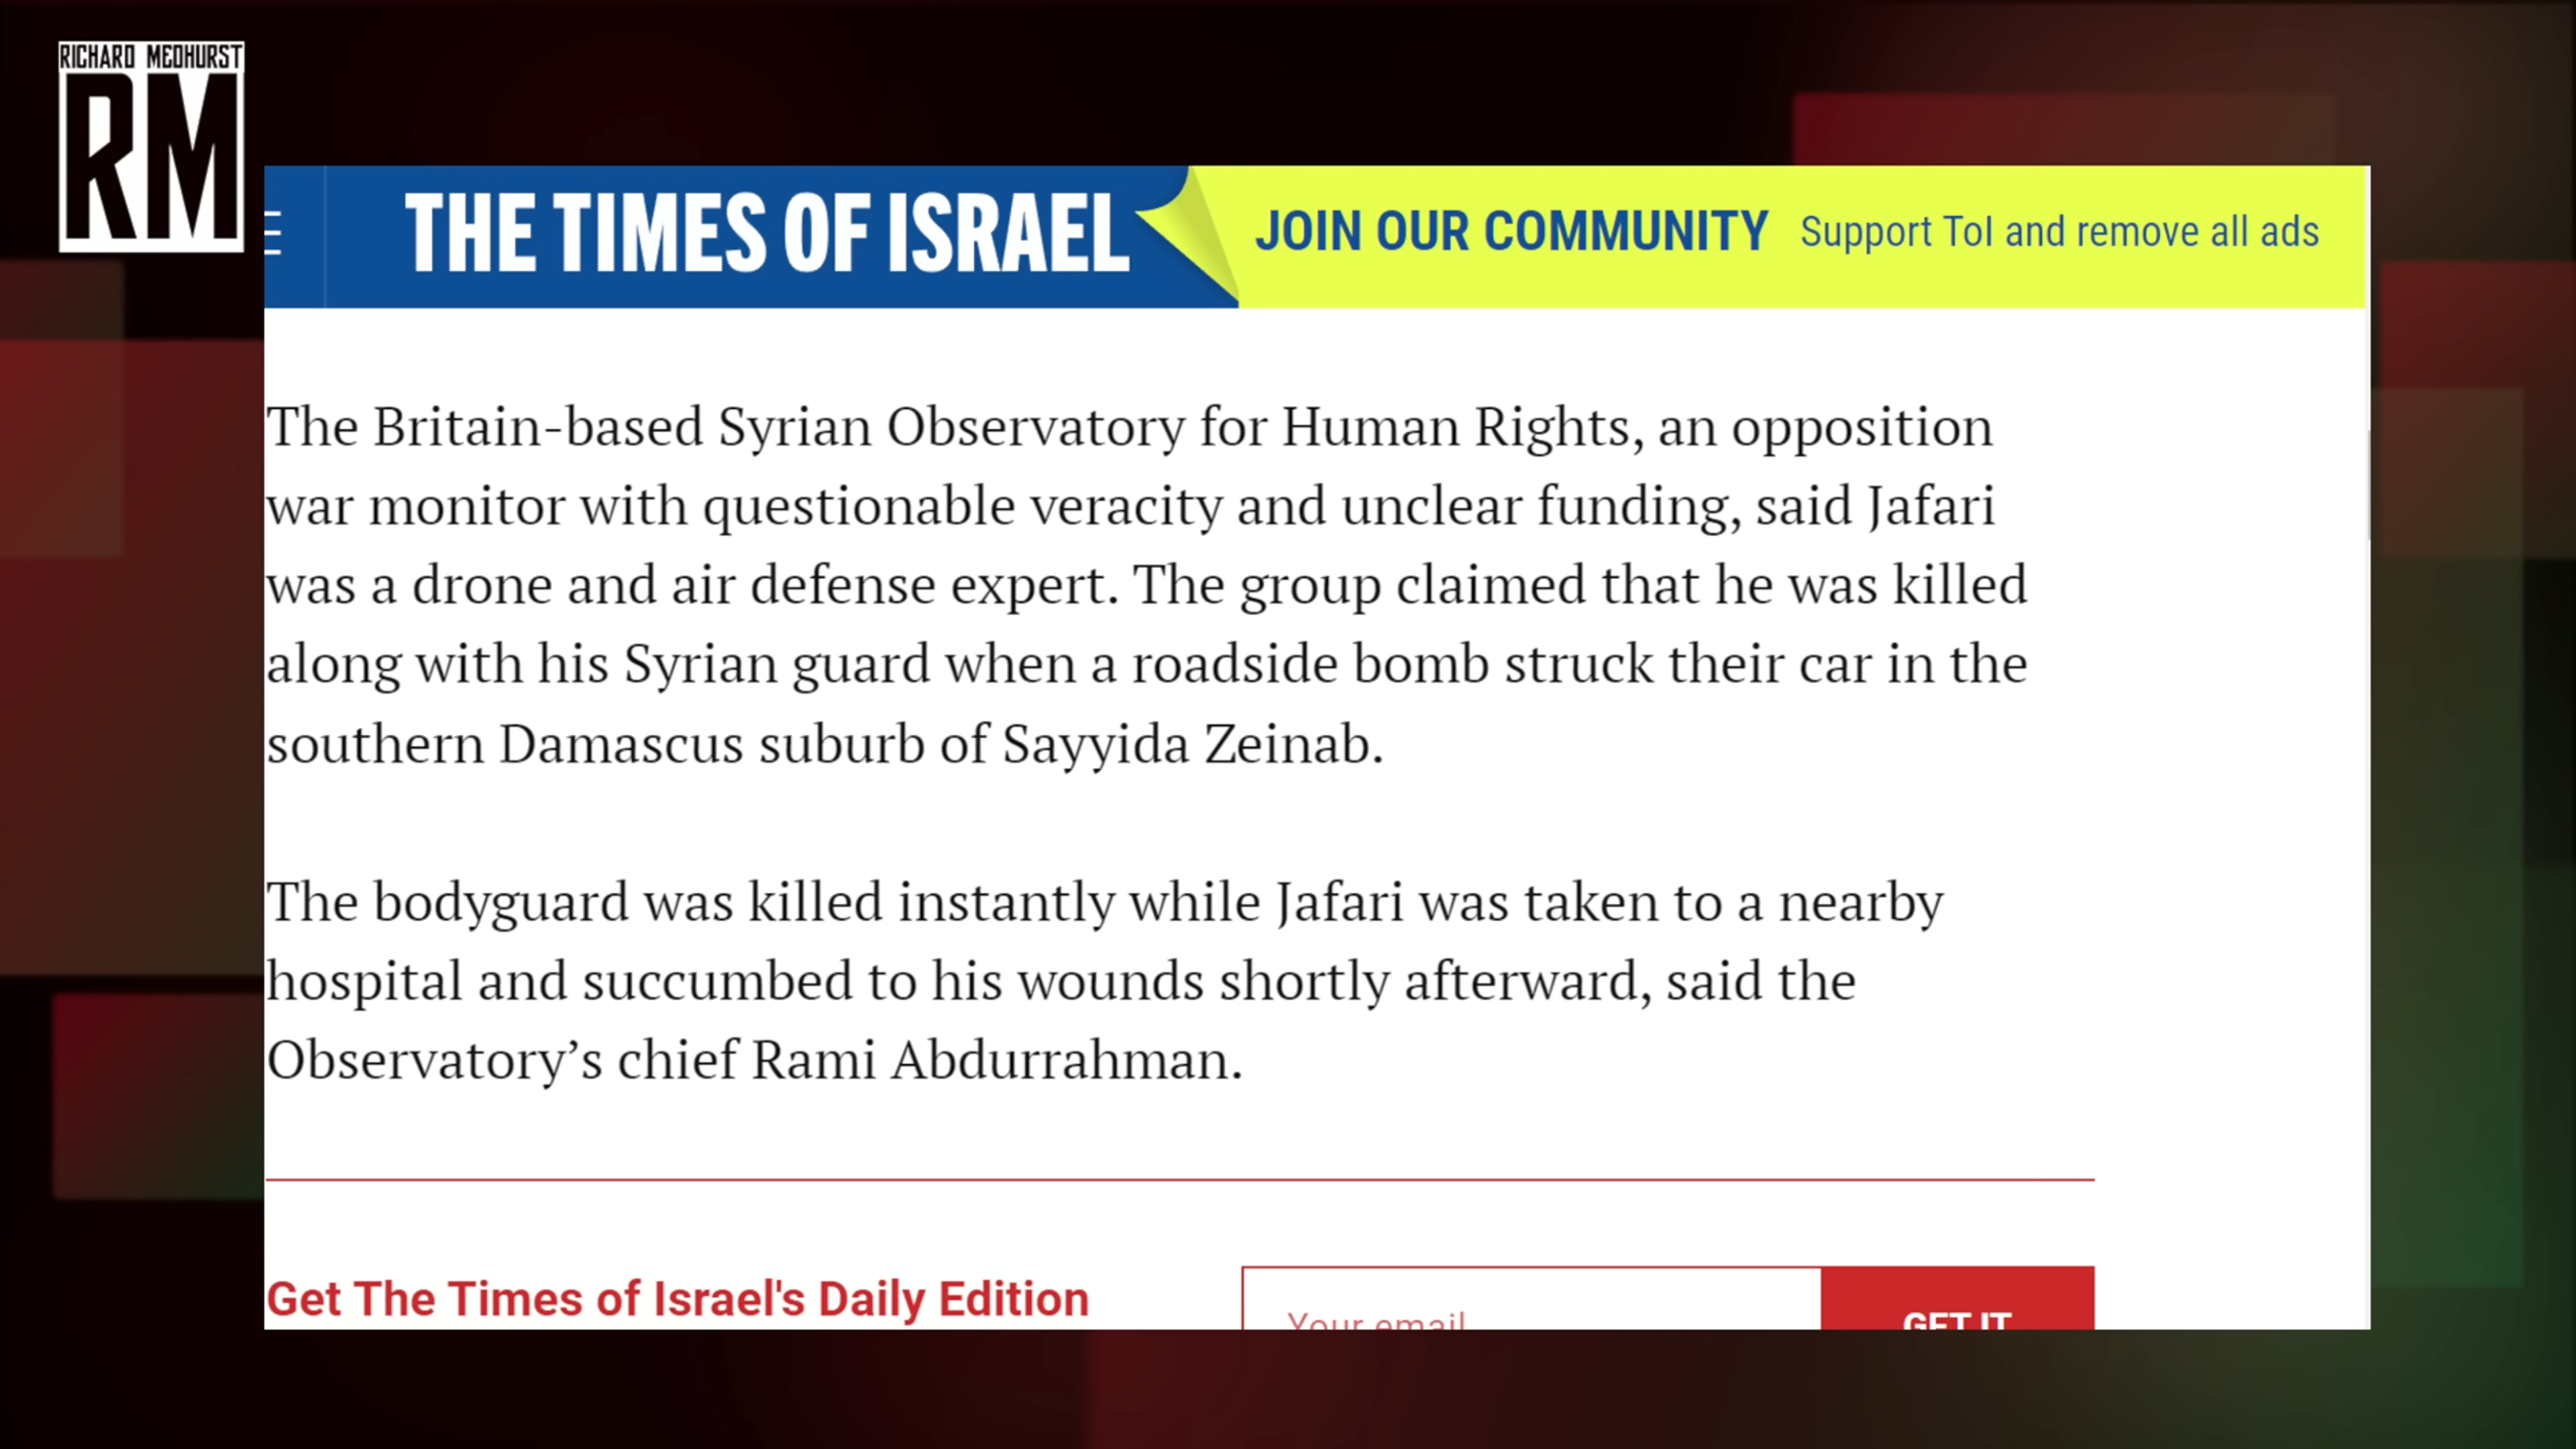 RICHARD MEDHURST
RM
THE TIMES OF ISRAEL
JOIN OUR COMMUNITY Support ToI and remove all ads
The Britain-based Syrian Observatory for Human Rights, an opposition
war monitor with questionable veracity and unclear funding, said Jafari
was a drone and air defense expert. The group claimed that he was killed
along with his Syrian guard when a roadside bomb struck their car in the
southern Damascus suburb of Sayyida Zeinab.
The bodyguard was killed instantly while Jafari was taken to a nearby
hospital and succumbed to his wounds shortly afterward, said the
Observatory’s chief Rami Abdurrahman.
Get The Times of Israel's Daily Edition
Your email
GET IT